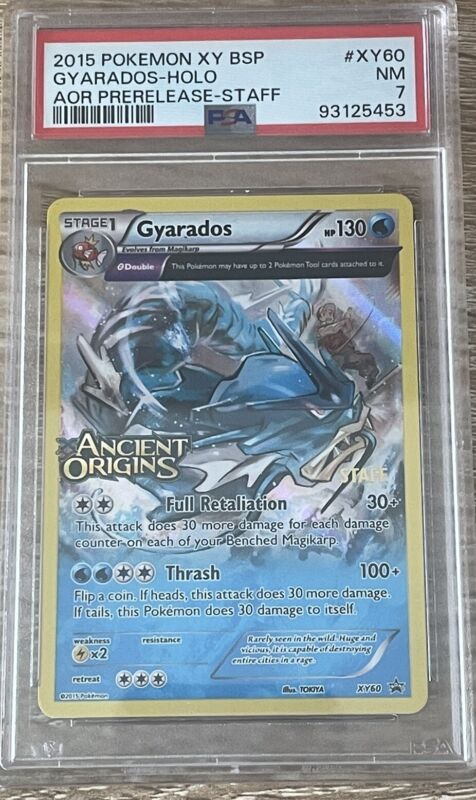 2015 POKEMON XY BSP #XY60
GYARADOS-HOLO NM
AOR PRERELEASE-STAFF 7
93125453
PSA
STAGE1 Gyarados HP130
Evolves from Magikarp
θ Double This Pokémon may have up to 2 Pokémon Tool cards attached to it.
ANCIENT
ORIGINS
STAFF
Full Retaliation 30+
This attack does 30 more damage for each damage
counter on each of your Benched Magikarp.
Thrash 100+
Flip a coin. If heads, this attack does 30 more damage.
If tails, this Pokémon does 30 damage to itself.
weakness resistance
x2
retreat
Rarely seen in the wild. Huge and
vicious, it is capable of destroying
entire cities in a rage.
©2015 Pokémon Illus. TOKIYA XY60
PSA